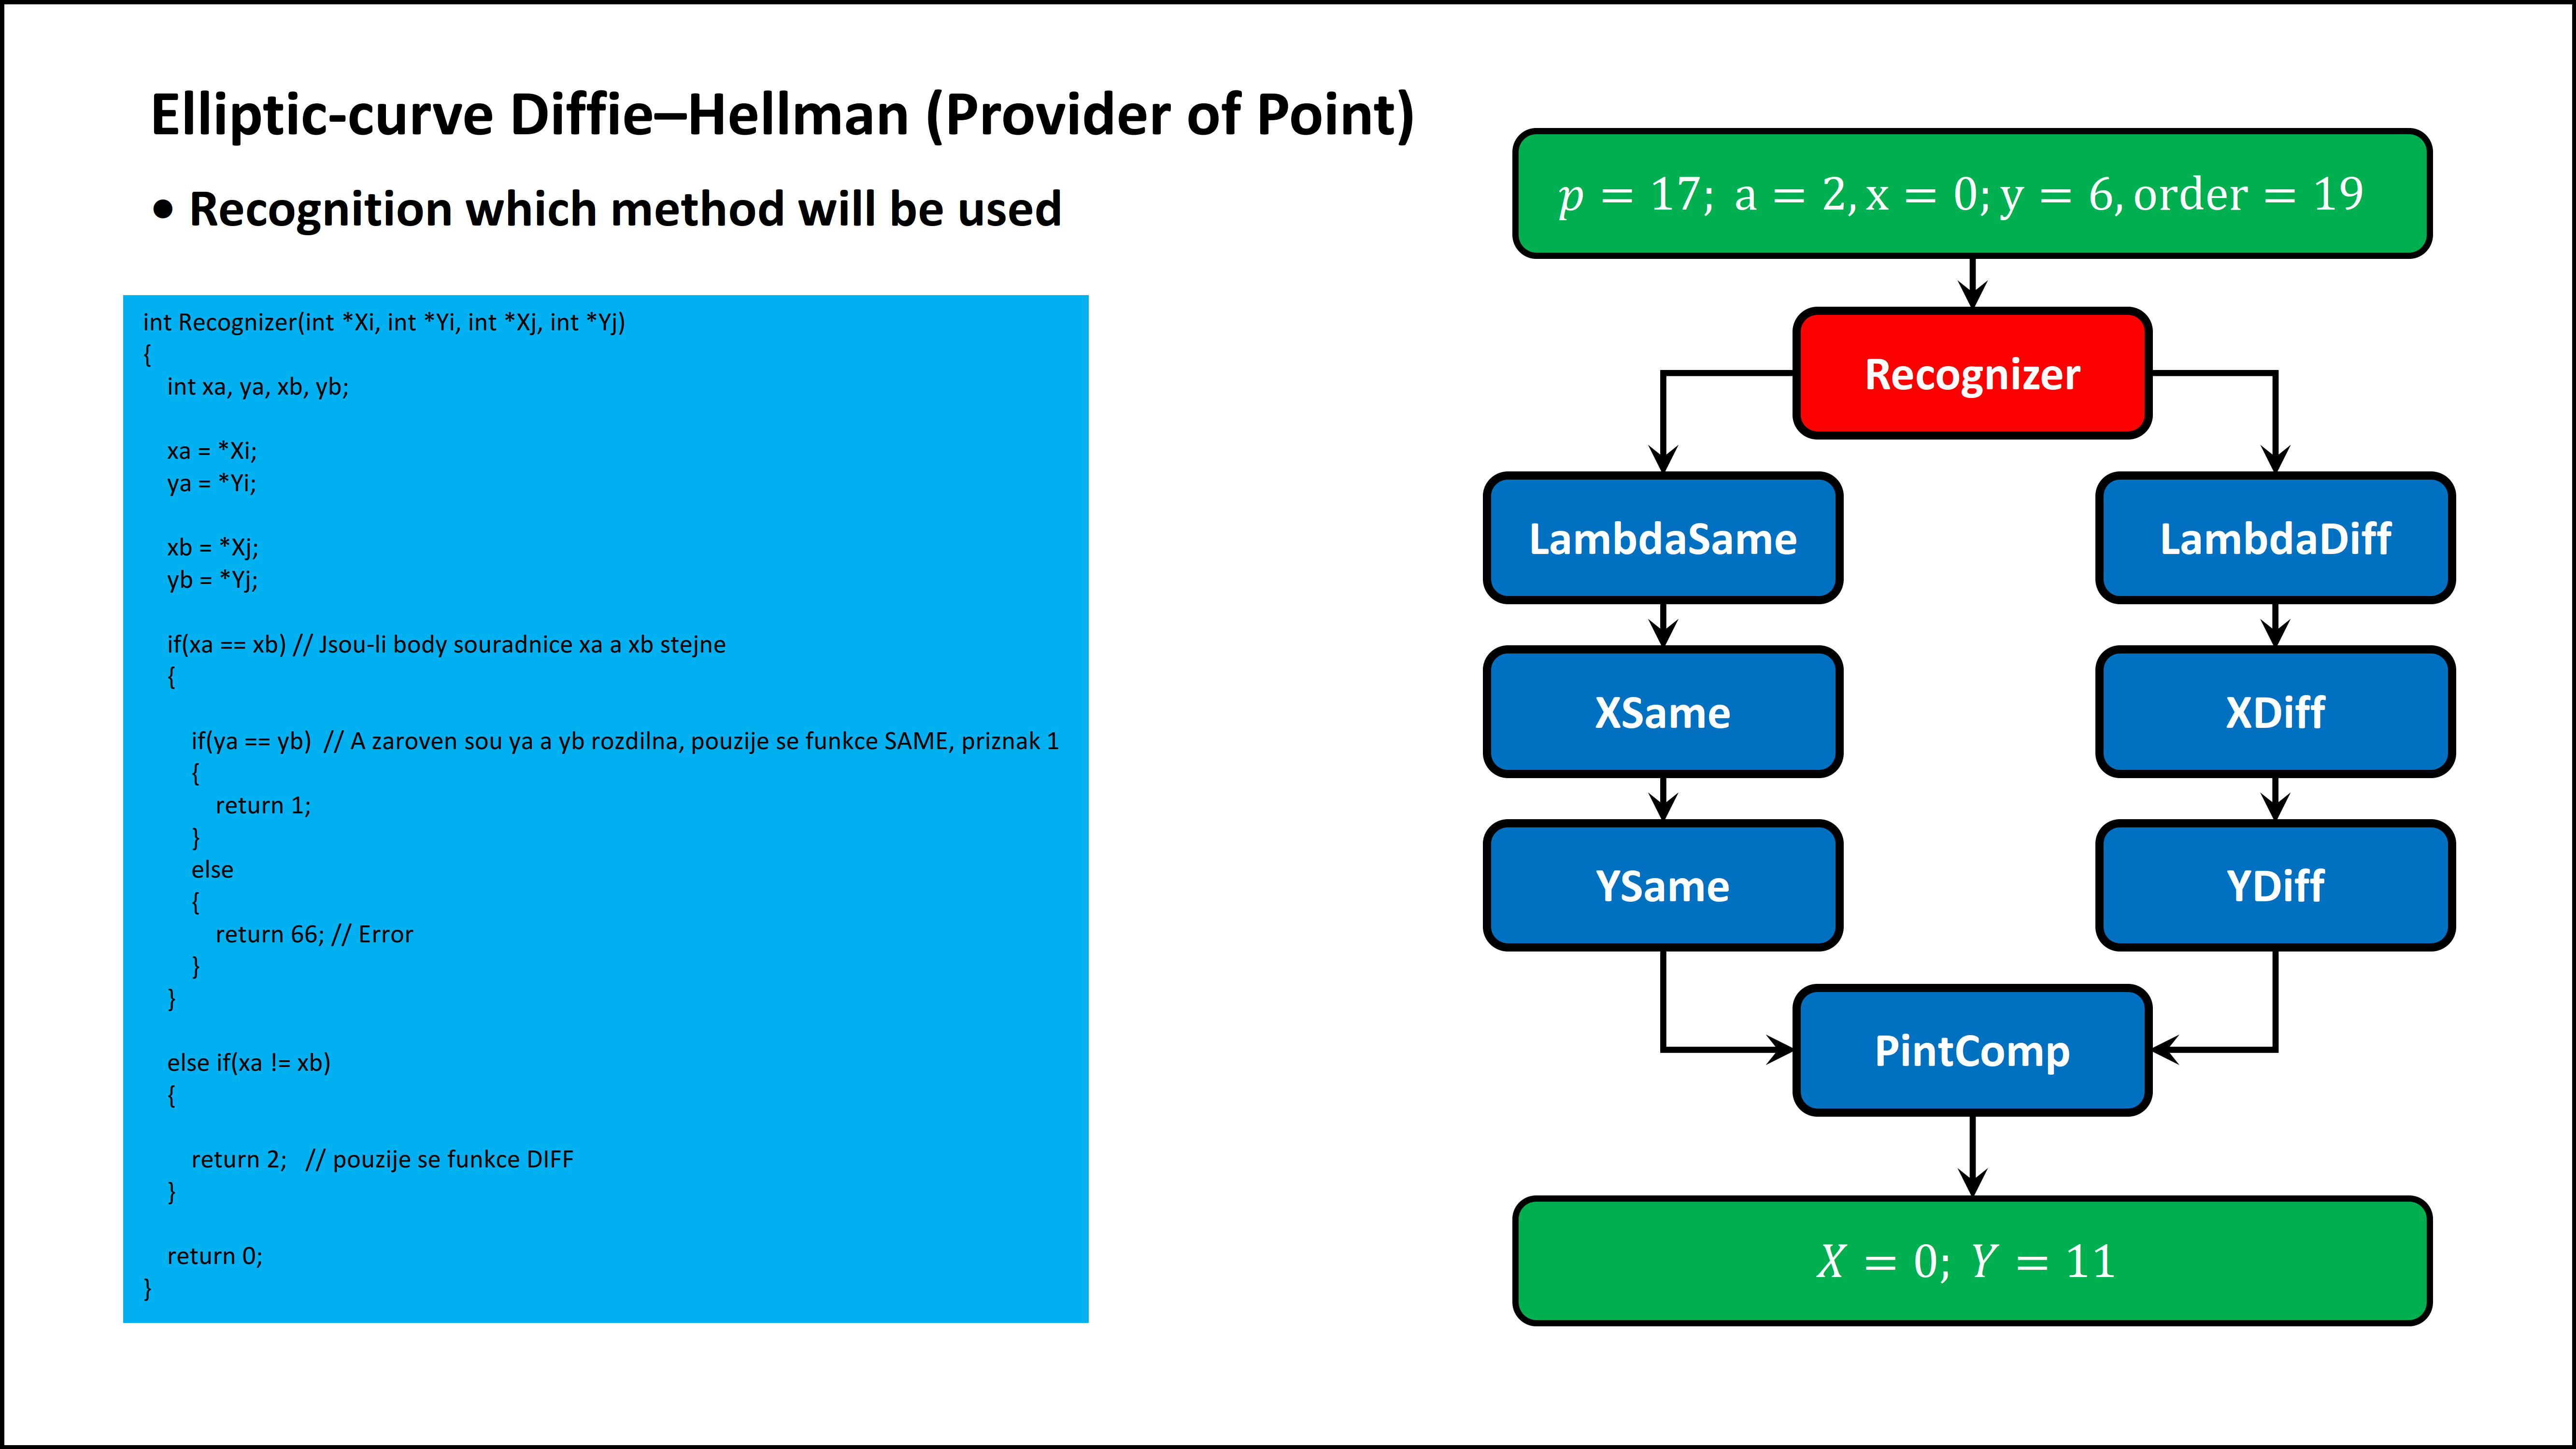 Elliptic-curve Diffie–Hellman (Provider of Point)
• Recognition which method will be used
int Recognizer(int *Xi, int *Yi, int *Xj, int *Yj)
{
int xa, ya, xb, yb;
xa = *Xi;
ya = *Yi;
xb = *Xj;
yb = *Yj;
if(xa == xb) // Jsou-li body souradnice xa a xb stejne
{
if(ya == yb)  // A zaroven sou ya a yb rozdilna, pouzije se funkce SAME, priznak 1
{
return 1;
}
else
{
return 66; // Error
}
}
else if(xa != xb)
{
return 2;   // pouzije se funkce DIFF
}
return 0;
}
p = 17; a = 2, x = 0; y = 6, order = 19
Recognizer
LambdaSame
LambdaDiff
XSame
XDiff
YSame
YDiff
PintComp
X = 0; Y = 11